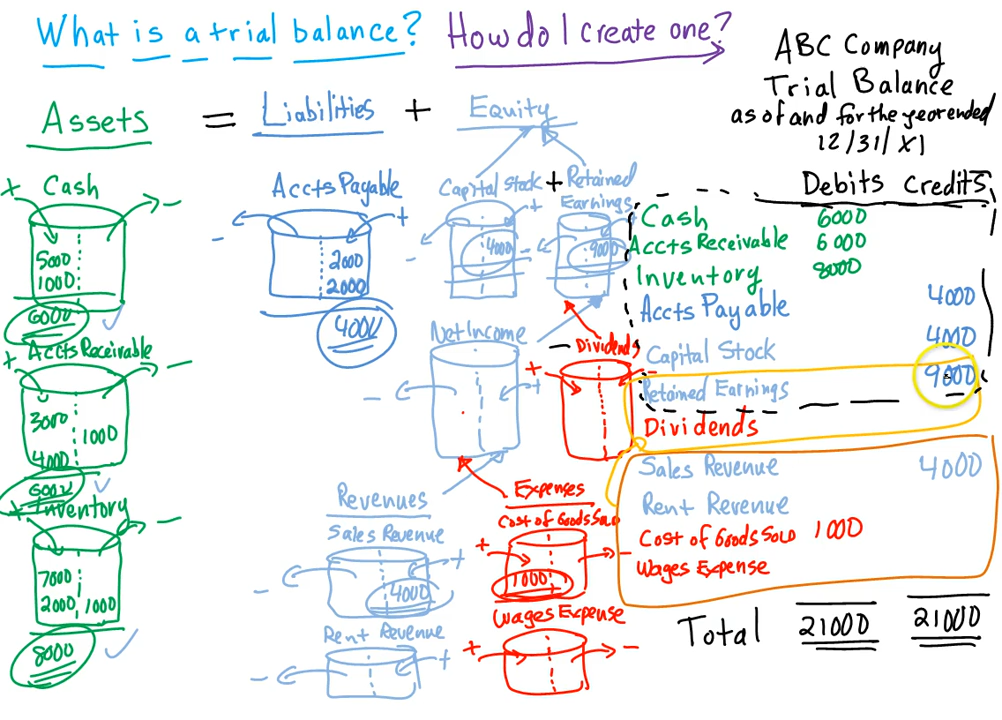 What is a trial balance? How do I create one?
ABC Company
Trial Balance
as of and for the year ended
12/31/X1
Assets = Liabilities + Equity
Cash
+ -
5000
1000
6000
Accts Receivable
+ -
3000
1000
4000
6000
Inventory
+ -
7000
2000 1000
8000
Accts Payable
- +
2000
2000
4000
Capital Stock + Retained Earnings
- +
4000
- 9000
Net Income
- +
- Dividends
+ -
Revenues
Sales Revenue
- +
4000
Rent Revenue
- +
Expenses
Cost of Goods Sold
+ -
1000
Wages Expense
+ -
Debits Credits
Cash 6000
Accts Receivable 6000
Inventory 8000
Accts Payable 4000
Capital Stock 4000
Retained Earnings 9000
Dividends
Sales Revenue 4000
Rent Revenue
Cost of Goods Sold 1000
Wages Expense
Total 21000 21000